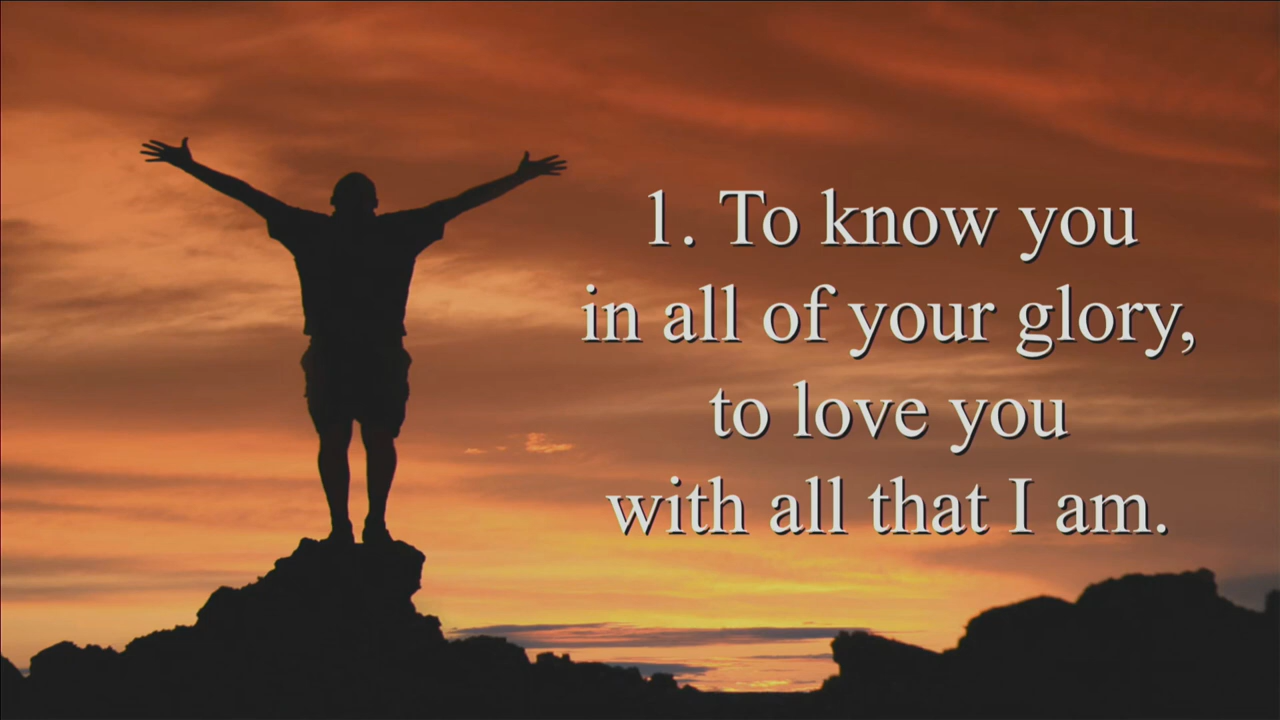 1. To know you
in all of your glory,
to love you
with all that I am.